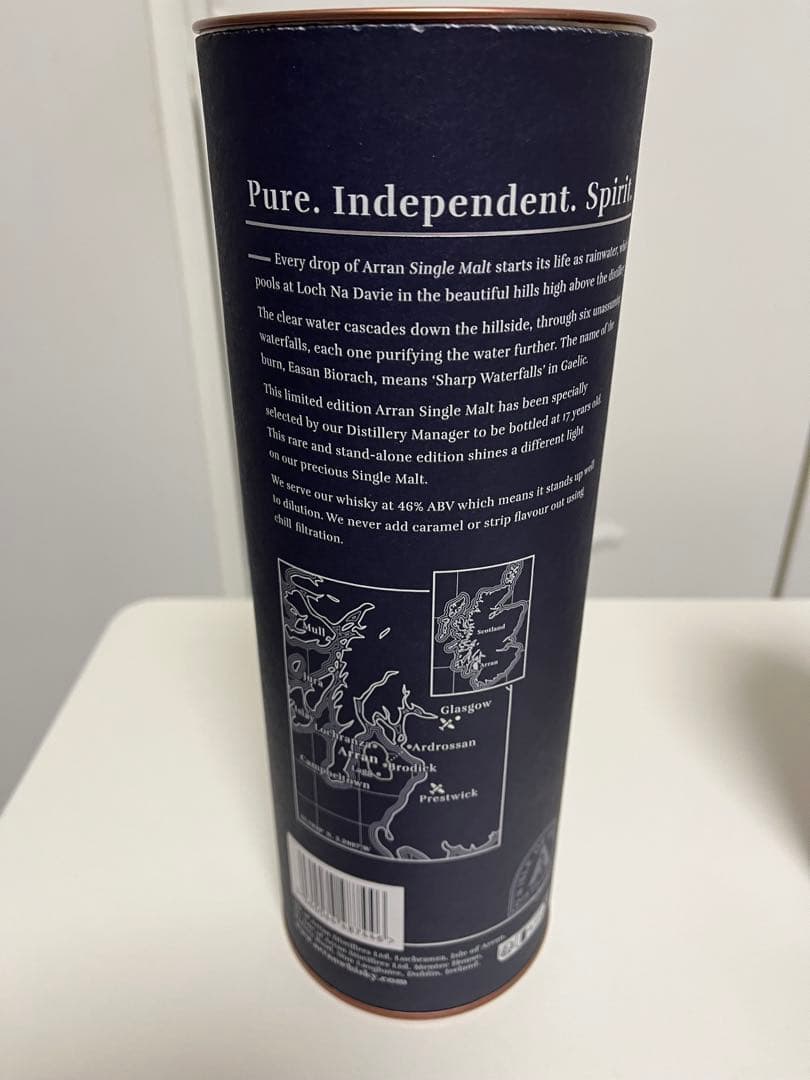 Pure. Independent. Spirit.
Every drop of Arran Single Malt starts its life as rainwater,
pools at Loch Na Davie in the beautiful hills high above the
The clear water cascades down the hillside, through six
waterfalls, each one purifying the water further. The name of the
burn, Easan Biorach, means ‘Sharp Waterfalls’ in Gaelic.
This limited edition Arran Single Malt has been specially
selected by our Distillery Manager to be bottled at 17 years old.
This rare and stand-alone edition shines a different light
on our precious Single Malt.
We serve our whisky at 46% ABV which means it stands up well
to dilution. We never add caramel or strip flavour out using
chill filtration.
Mull
Scotland
Arran
Jura
Glasgow
Lochranza
Ardrossan
Arran
Brodick
Lagg
Campbeltown
Prestwick